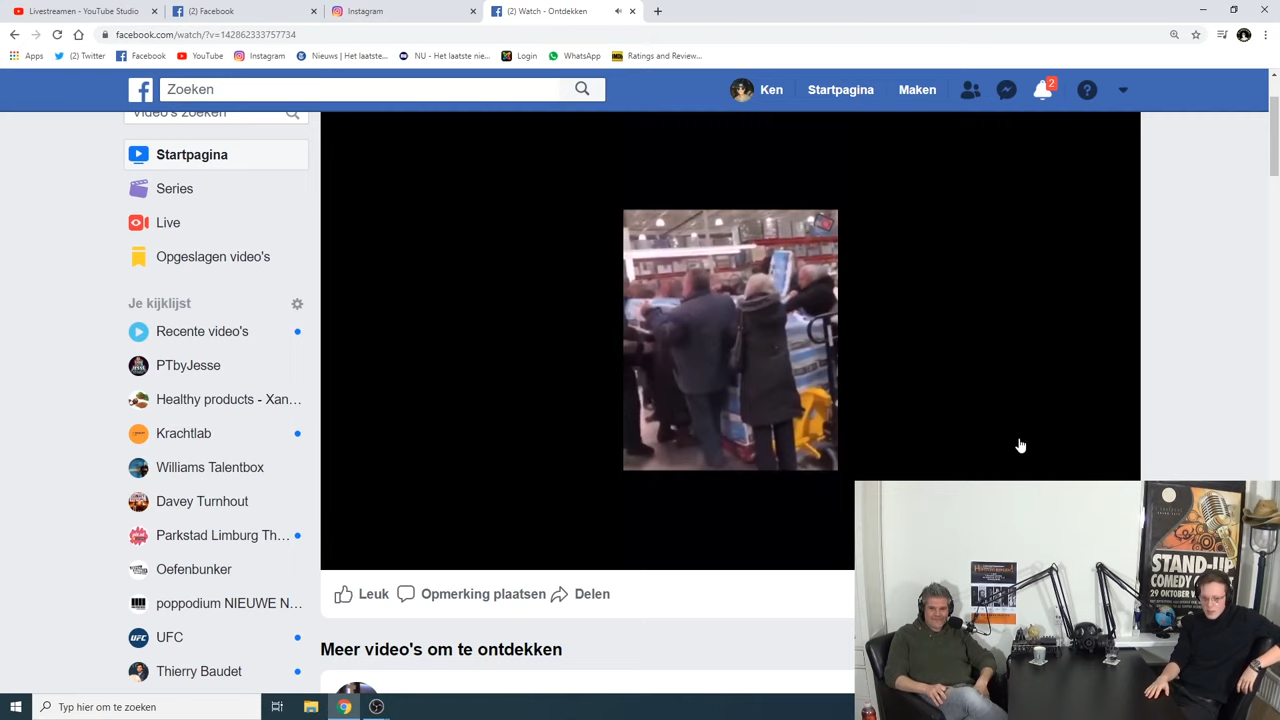 Livestreamen - YouTube Studio
(2) Facebook
Instagram
(2) Watch - Ontdekken
facebook.com/watch/?v=142862333757734
Apps
(2) Twitter
Facebook
YouTube
Instagram
Nieuws | Het laatste...
NU - Het laatste nie...
Login
WhatsApp
Ratings and Review...
Zoeken
Ken
Startpagina
Maken
2
Video's zoeken
Startpagina
Series
Live
Opgeslagen video's
Je kijklijst
Recente video's
PTbyJesse
Healthy products - Xan...
Krachtlab
Williams Talentbox
Davey Turnhout
Parkstad Limburg Th...
Oefenbunker
poppodium NIEUWE N...
UFC
Thierry Baudet
Leuk
Opmerking plaatsen
Delen
Meer video's om te ontdekken
STAND-UP
COMEDY
29 OKTOBER
Typ hier om te zoeken